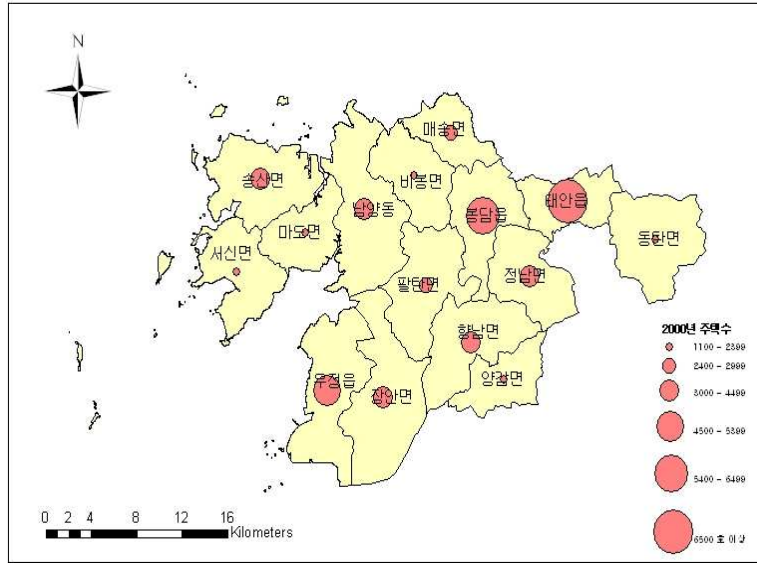 N
매송면
송산면
비봉면
남양동
봉담읍
태안읍
마도면
동탄면
서신면
팔탄면
정남면
향남면
우정읍
장안면
양감면
2000년 주택수
1100 - 2399
2400 - 2999
3000 - 4499
4500 - 5399
5400 - 6499
6500 호 이상
0 2 4 8 12 16
Kilometers